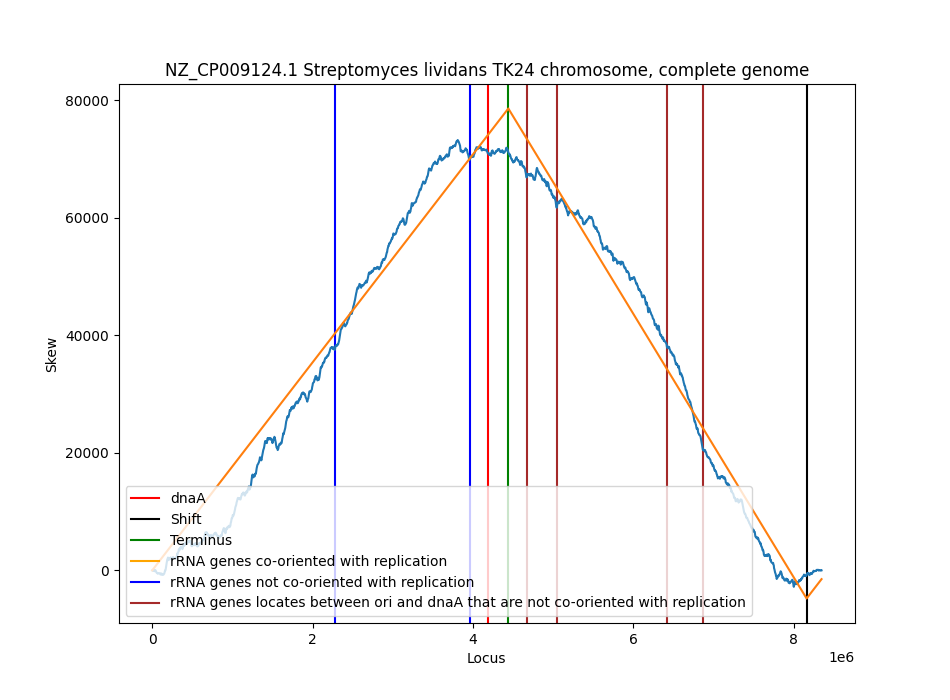 NZ_CP009124.1 Streptomyces lividans TK24 chromosome, complete genome
80000
60000
40000
20000
0
Skew
dnaA
Shift
Terminus
rRNA genes co-oriented with replication
rRNA genes not co-oriented with replication
rRNA genes locates between ori and dnaA that are not co-oriented with replication
0 2 4 6 8
1e6
Locus